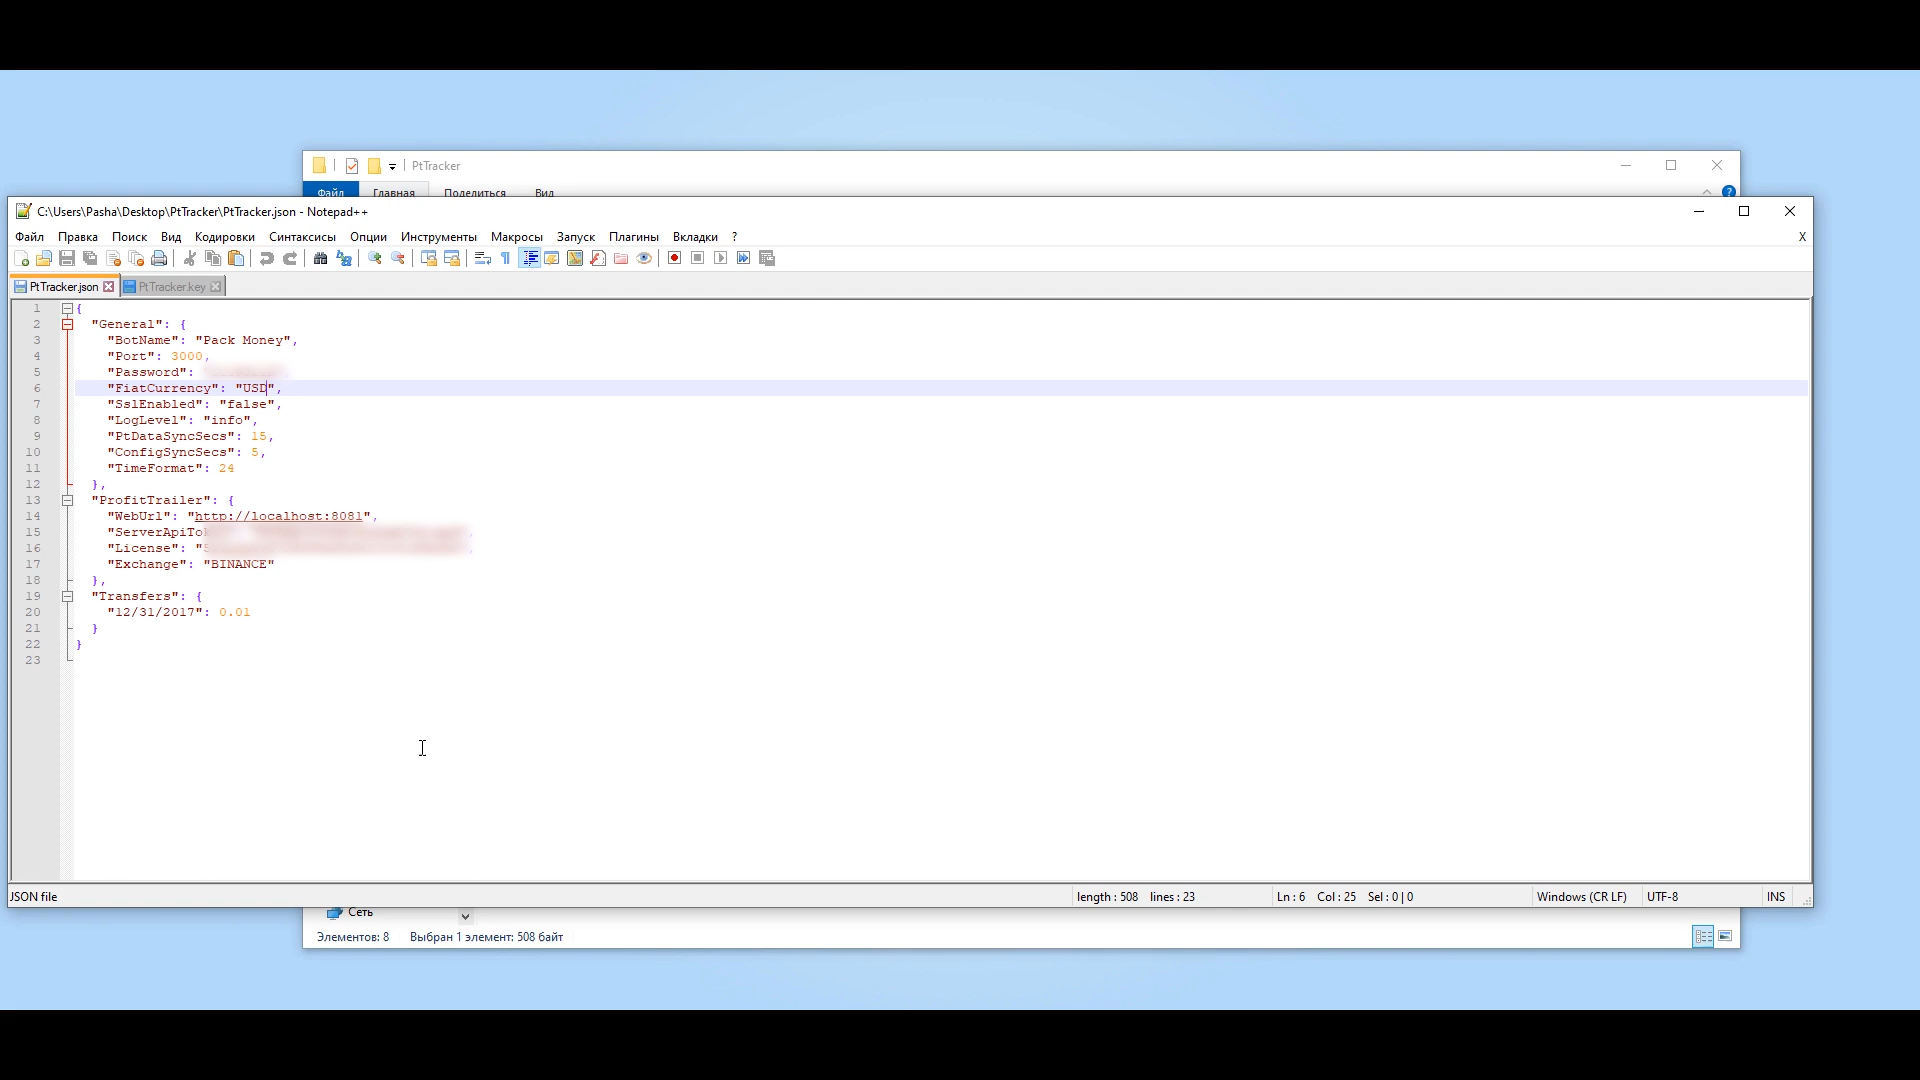 PtTracker
Файл Главная Поделиться Вид
C:\Users\Pasha\Desktop\PtTracker\PtTracker.json - Notepad++
Файл Правка Поиск Вид Кодировки Синтаксисы Опции Инструменты Макросы Запуск Плагины Вкладки ? X
PtTracker.json PtTracker.key
1 {
2 "General": {
3 "BotName": "Pack Money",
4 "Port": 3000,
5 "Password":
6 "FiatCurrency": "USD",
7 "SslEnabled": "false",
8 "LogLevel": "info",
9 "PtDataSyncSecs": 15,
10 "ConfigSyncSecs": 5,
11 "TimeFormat": 24
12 },
13 "ProfitTrailer": {
14 "WebUrl": "http://localhost:8081",
15 "ServerApiTo
16 "License": "
17 "Exchange": "BINANCE"
18 },
19 "Transfers": {
20 "12/31/2017": 0.01
21 }
22 }
23
JSON file length : 508 lines : 23 Ln : 6 Col : 25 Sel : 0 | 0 Windows (CR LF) UTF-8 INS
Сеть
Элементов: 8 Выбран 1 элемент: 508 байт